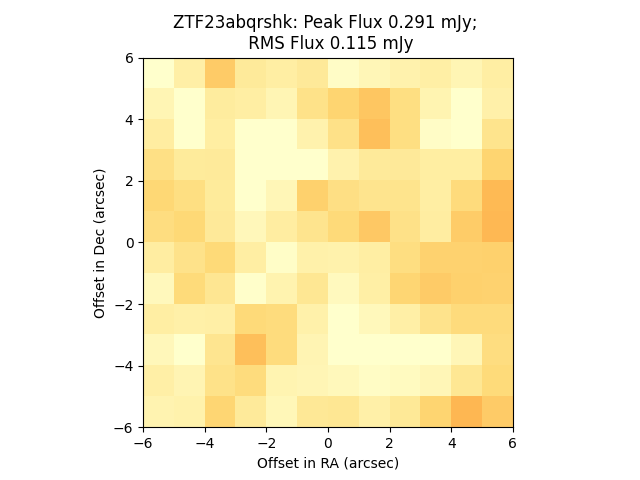 ZTF23abqrshk: Peak Flux 0.291 mJy;
RMS Flux 0.115 mJy
6
4
2
0
−2
−4
−6
Offset in Dec (arcsec)
−6 −4 −2 0 2 4 6
Offset in RA (arcsec)